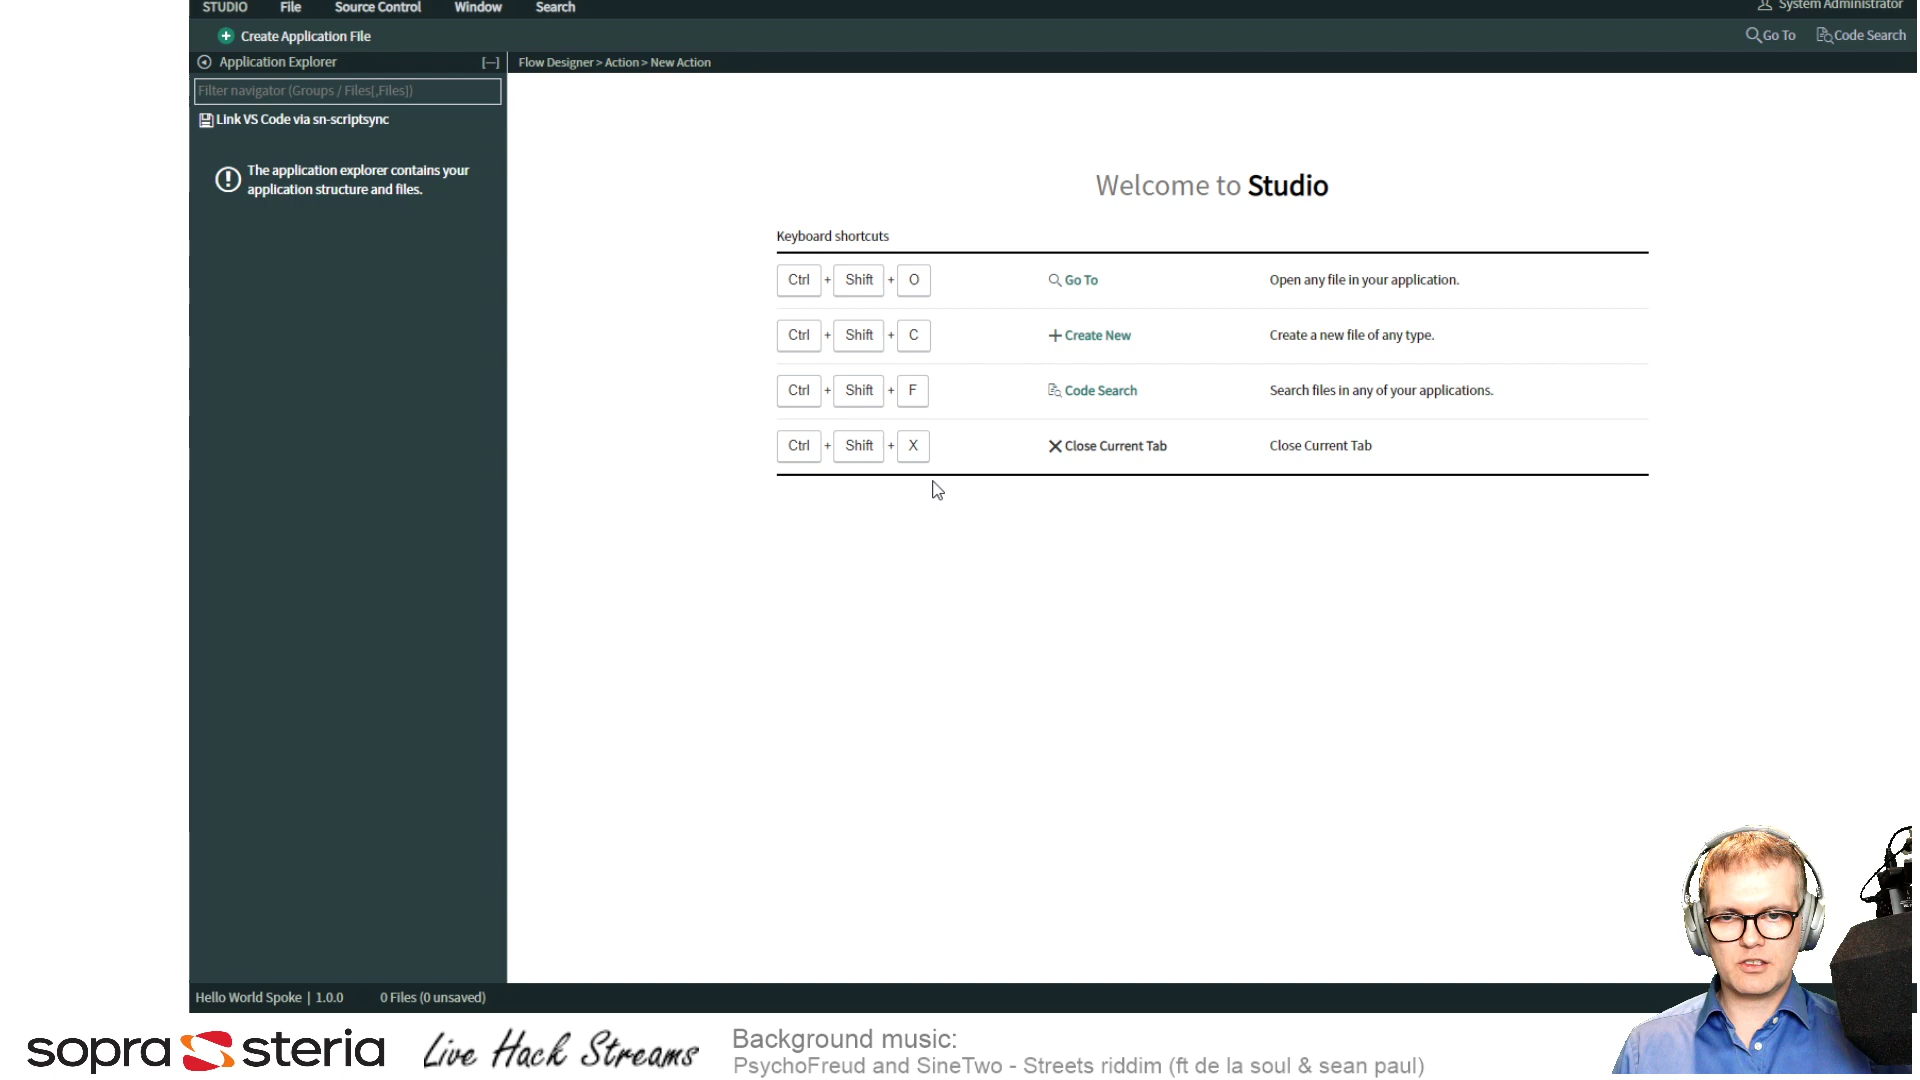 STUDIO File Source Control Window Search System Administrator
Create Application File Go To Code Search
Application Explorer [—] Flow Designer > Action > New Action
Filter navigator (Groups / Files[,Files])
Link VS Code via sn-scriptsync
The application explorer contains your
application structure and files.
Welcome to Studio
Keyboard shortcuts
Ctrl + Shift + O Go To Open any file in your application.
Ctrl + Shift + C Create New Create a new file of any type.
Ctrl + Shift + F Code Search Search files in any of your applications.
Ctrl + Shift + X Close Current Tab Close Current Tab
Hello World Spoke | 1.0.0 0 Files (0 unsaved)
sopra steria Live Hack Streams
Background music:
PsychoFreud and SineTwo - Streets riddim (ft de la soul & sean paul)